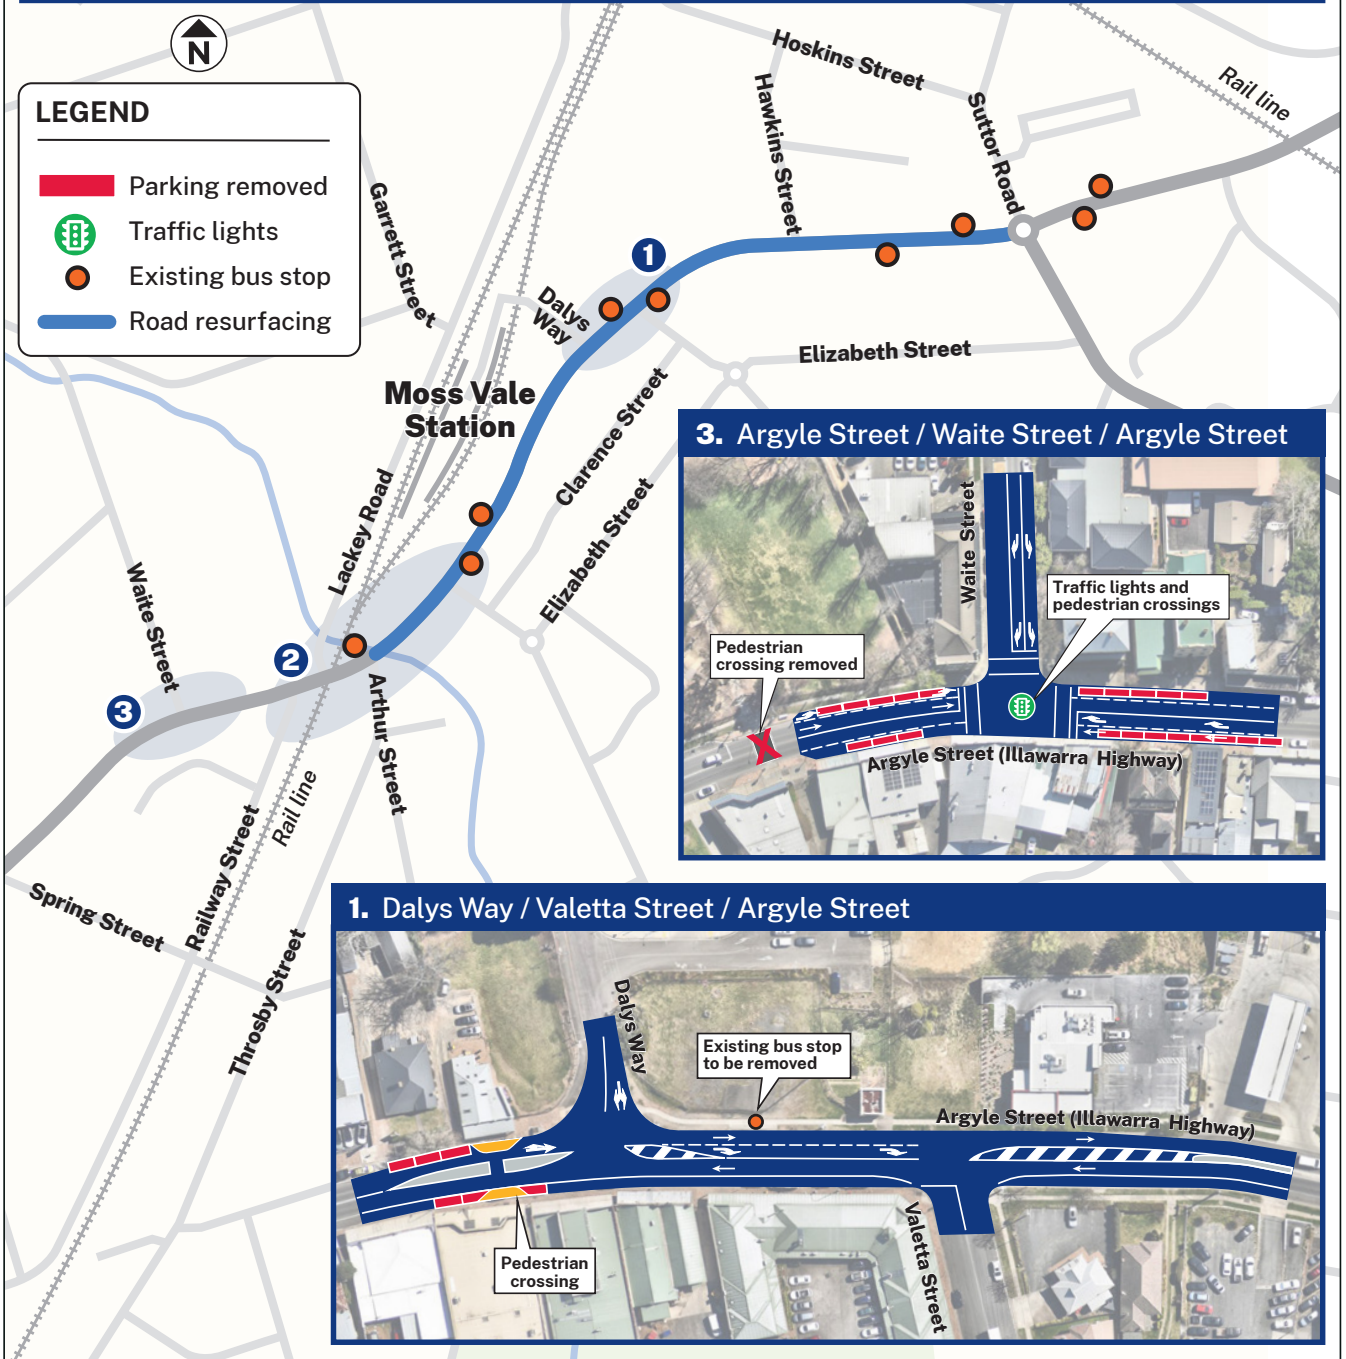 N
LEGEND
Parking removed
Traffic lights
Existing bus stop
Road resurfacing
Hoskins Street
Hawkins Street
Suttor Road
Rail line
Garrett Street
1
Dalys
Way
Elizabeth Street
Moss Vale
Station
Clarence Street
Elizabeth Street
Lackey Road
Waite Street
2
3
Arthur Street
Rail line
Railway Street
Spring Street
Throsby Street
3. Argyle Street / Waite Street / Argyle Street
Waite Street
Traffic lights and
pedestrian crossings
Pedestrian
crossing removed
Argyle Street (Illawarra Highway)
1. Dalys Way / Valetta Street / Argyle Street
Dalys Way
Existing bus stop
to be removed
Argyle Street (Illawarra Highway)
Pedestrian
crossing
Valetta Street